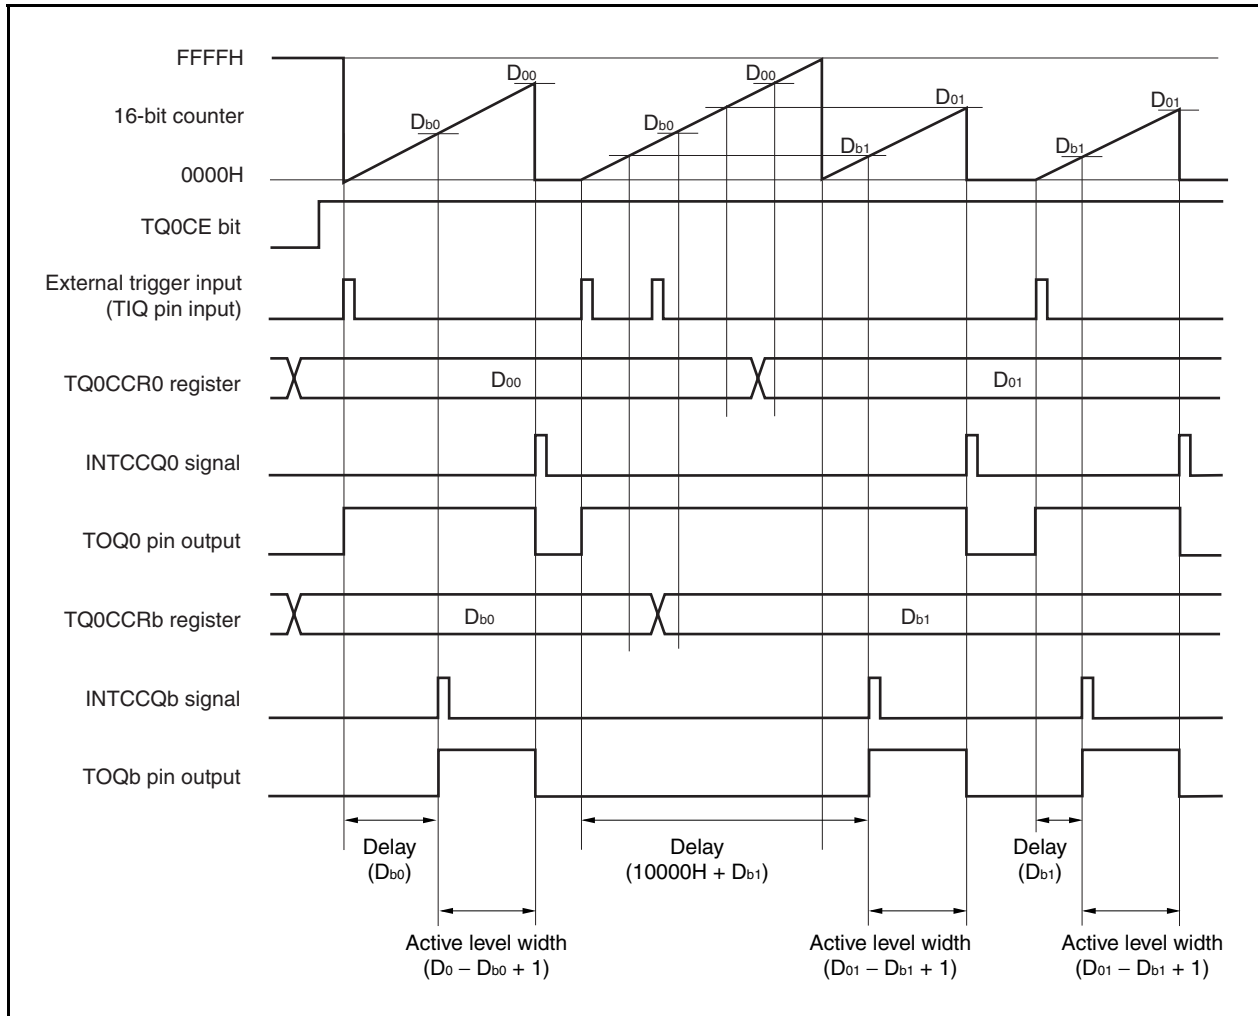 FFFFH
D00
D00
16-bit counter
Db0
Db0
D01
D01
Db1
Db1
0000H
TQ0CE bit
External trigger input
(TIQ pin input)
TQ0CCR0 register
D00
D01
INTCCQ0 signal
TOQ0 pin output
TQ0CCRb register
Db0
Db1
INTCCQb signal
TOQb pin output
Delay
(Db0)
Delay
(10000H + Db1)
Delay
(Db1)
Active level width
(D0 − Db0 + 1)
Active level width
(D01 − Db1 + 1)
Active level width
(D01 − Db1 + 1)